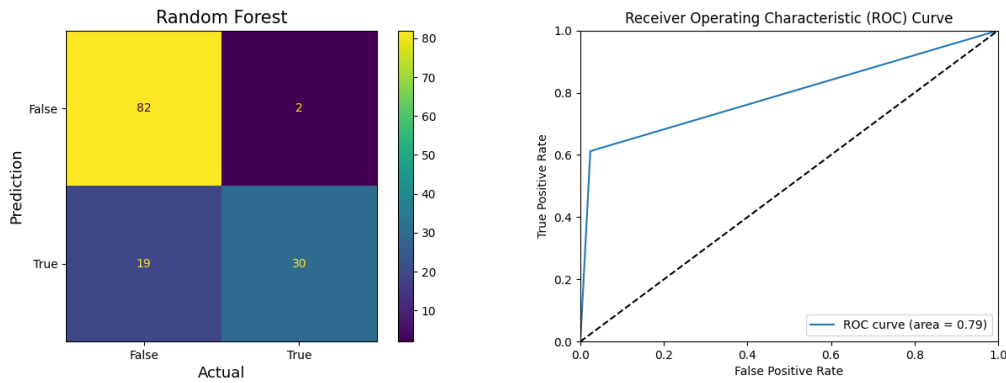 Random Forest
False
True
Prediction
82
2
19
30
False
True
Actual
80
70
60
50
40
30
20
10
Receiver Operating Characteristic (ROC) Curve
1.0
0.8
0.6
0.4
0.2
0.0
True Positive Rate
ROC curve (area = 0.79)
0.0
0.2
0.4
0.6
0.8
1.0
False Positive Rate